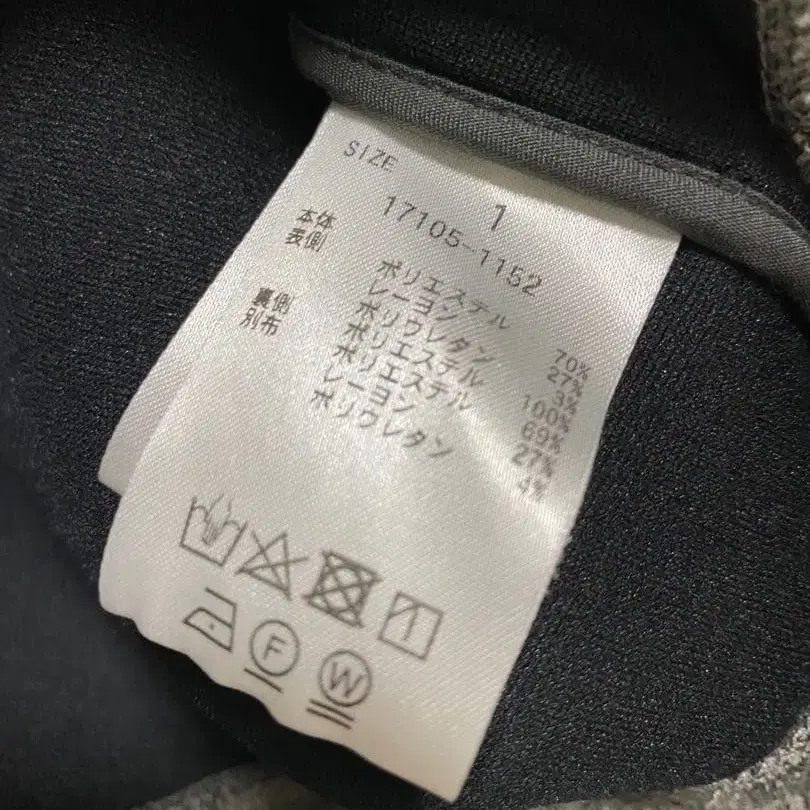 SIZE
1
17105-1152
本体
表側 ポリエステル 70%
レーヨン 27%
ポリウレタン 3%
裏側 ポリエステル 100%
別布 ポリエステル 69%
レーヨン 27%
ポリウレタン 4%
F
W